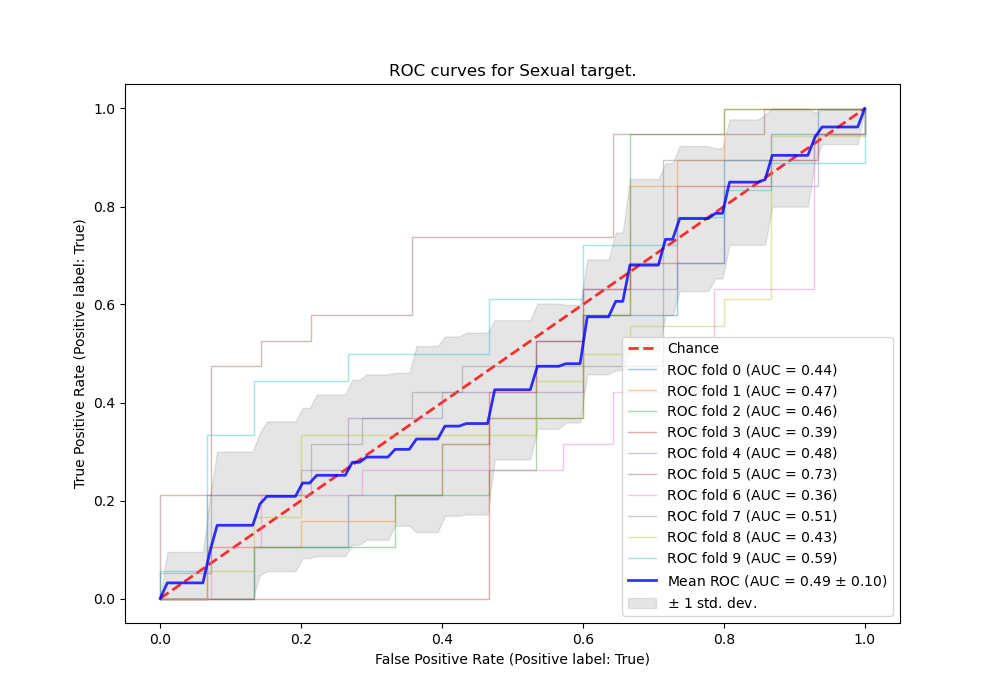 ROC curves for Sexual target.
True Positive Rate (Positive label: True)
1.0
0.8
0.6
0.4
0.2
0.0
0.0 0.2 0.4 0.6 0.8 1.0
False Positive Rate (Positive label: True)
Chance
ROC fold 0 (AUC = 0.44)
ROC fold 1 (AUC = 0.47)
ROC fold 2 (AUC = 0.46)
ROC fold 3 (AUC = 0.39)
ROC fold 4 (AUC = 0.48)
ROC fold 5 (AUC = 0.73)
ROC fold 6 (AUC = 0.36)
ROC fold 7 (AUC = 0.51)
ROC fold 8 (AUC = 0.43)
ROC fold 9 (AUC = 0.59)
Mean ROC (AUC = 0.49 ± 0.10)
± 1 std. dev.